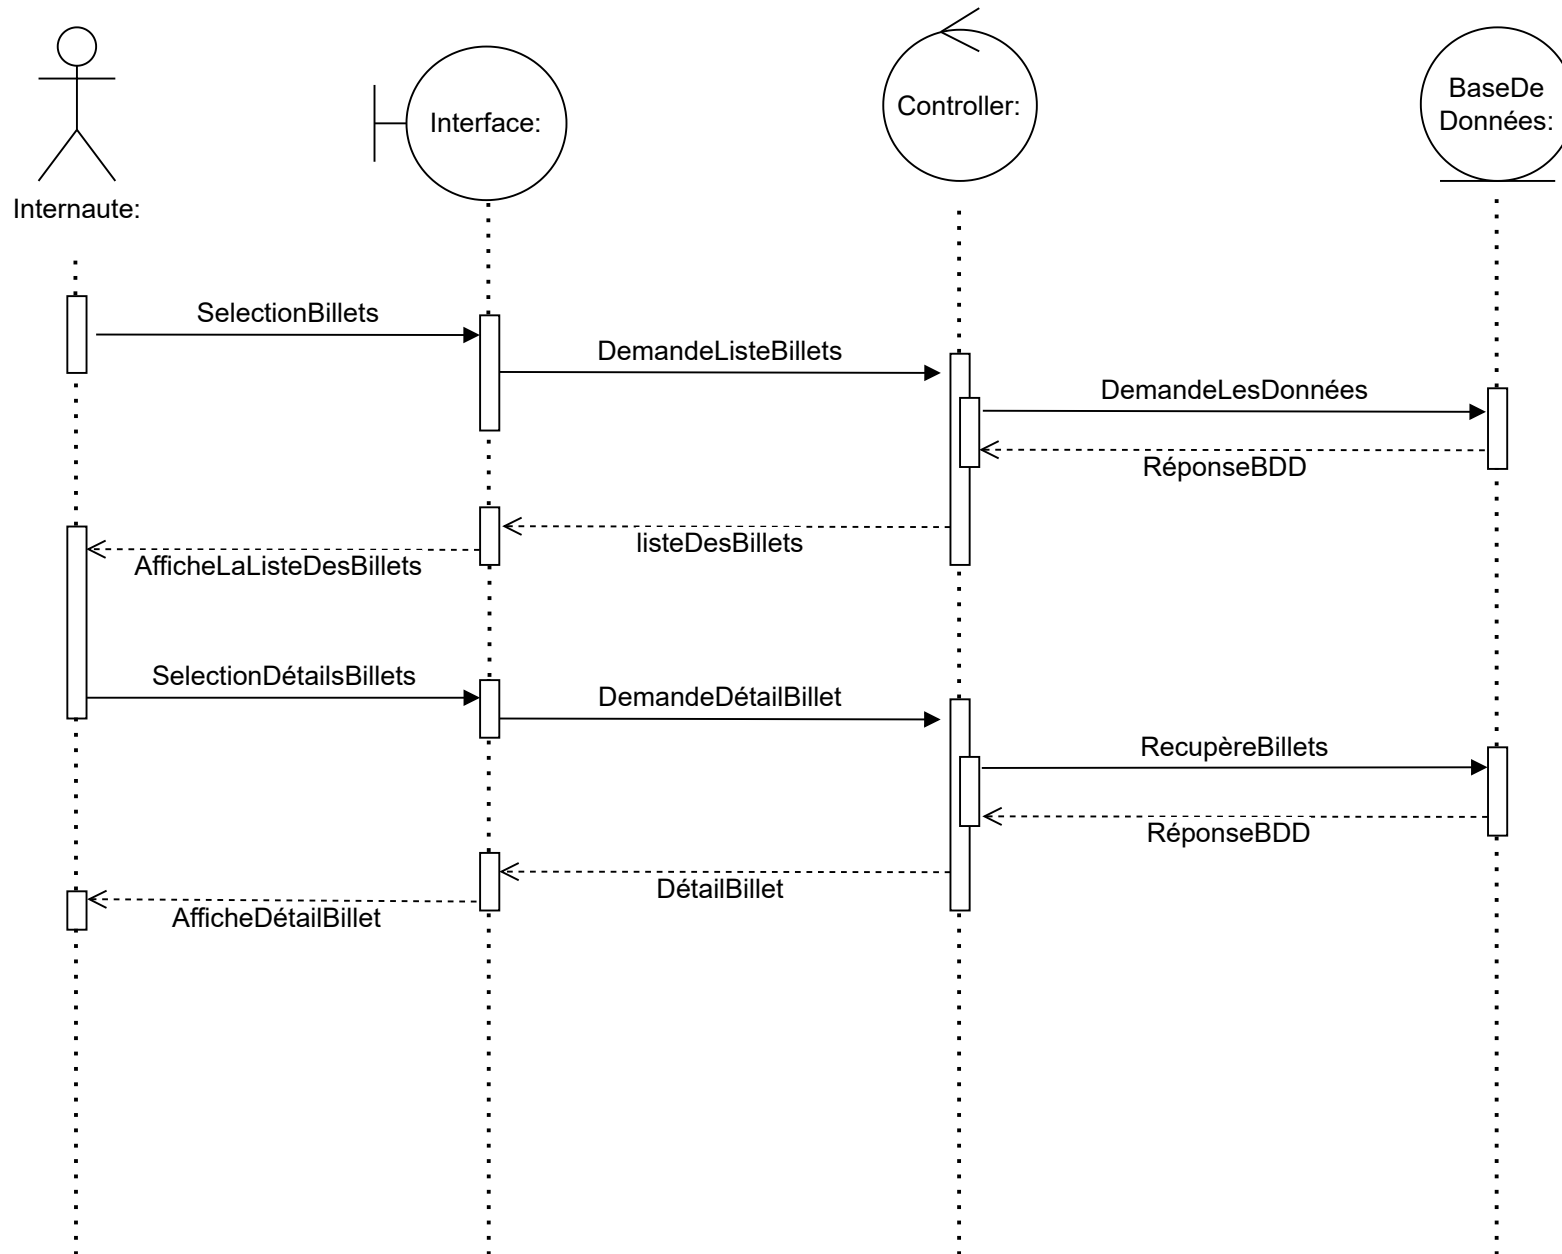 Internaute:
Interface:
Controller:
BaseDe
Données:
SelectionBillets
DemandeListeBillets
DemandeLesDonnées
RéponseBDD
listeDesBillets
AfficheLaListeDesBillets
SelectionDétailsBillets
DemandeDétailBillet
RecupèreBillets
RéponseBDD
DétailBillet
AfficheDétailBillet